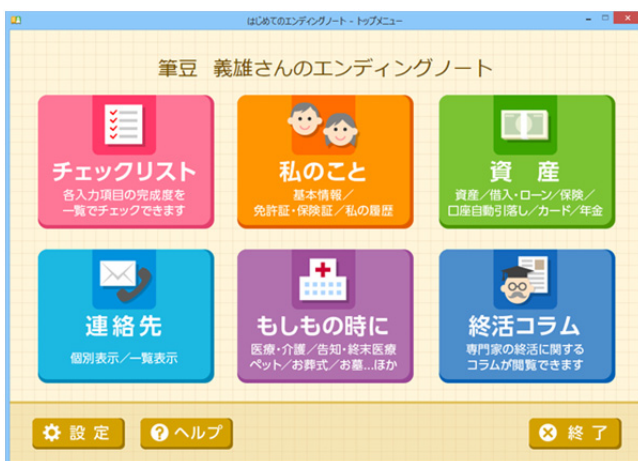 はじめてのエンディングノート - トップメニュー
筆豆 義雄さんのエンディングノート
チェックリスト
各入力項目の完成度を
一覧でチェックできます
私のこと
基本情報／
免許証・保険証／私の履歴
資産
資産／借入・ローン／保険／
口座自動引落し／カード／年金
連絡先
個別表示／一覧表示
もしもの時に
医療・介護／告知・終末医療
ペット／お葬式／お墓...ほか
終活コラム
専門家の終活に関する
コラムが閲覧できます
設定
ヘルプ
終了